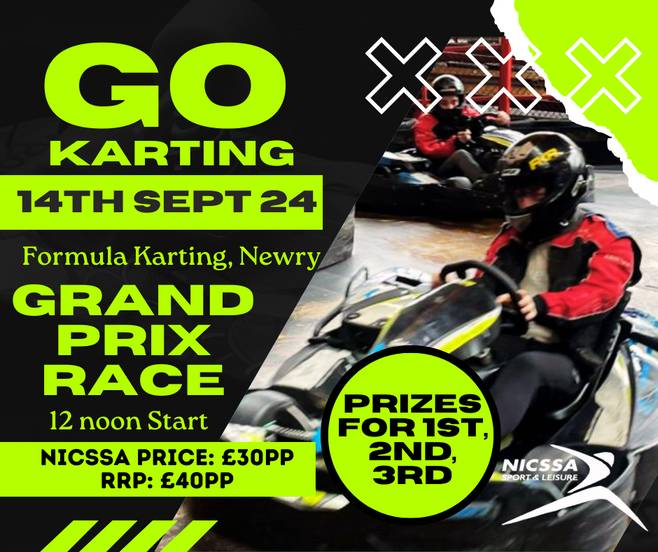 GO
KARTING
14TH SEPT 24
Formula Karting, Newry
GRAND
PRIX
RACE
12 noon Start
NICSSA PRICE: £30PP
RRP: £40PP
PRIZES
FOR 1ST,
2ND,
3RD
NICSSA
SPORT & LEISURE